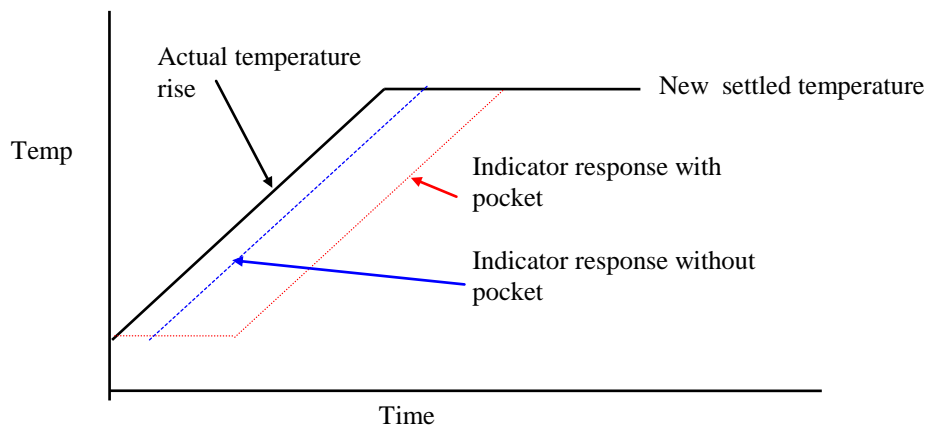 Actual temperature
rise
New settled temperature
Temp
Indicator response with
pocket
Indicator response without
pocket
Time